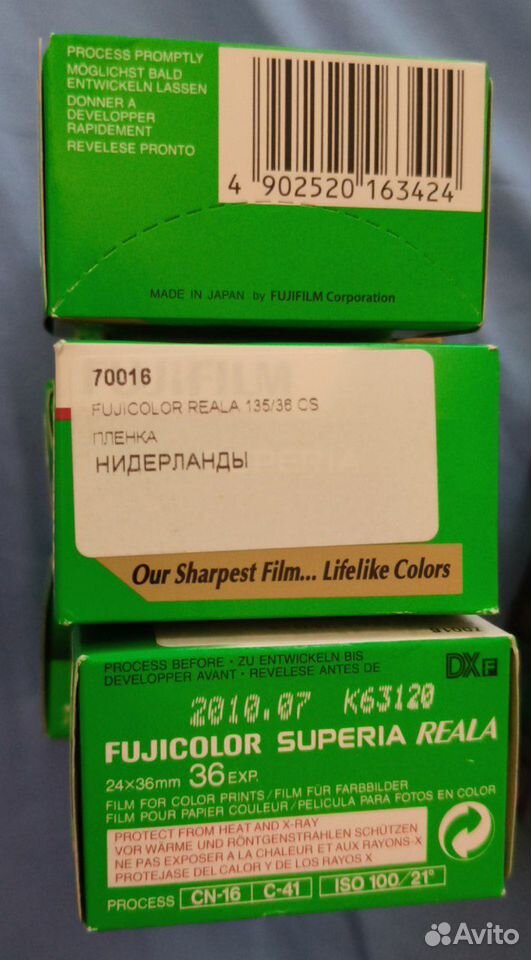 PROCESS PROMPTLY
MÖGLICHST BALD
ENTWICKELN LASSEN
DONNER A
DEVELOPPER
RAPIDEMENT
REVELESE PRONTO
4 902520 163424
MADE IN JAPAN by FUJIFILM Corporation
FUJIFILM
70016
FUJICOLOR REALA 135/36 CS
ПЛЕНКА
НИДЕРЛАНДЫ
SUPERIA
Our Sharpest Film... Lifelike Colors
70016
PROCESS BEFORE · ZU ENTWICKELN BIS
DEVELOPPER AVANT · REVELESE ANTES DE
DX F
2010.07 K63120
FUJICOLOR SUPERIA REALA
24×36mm 36 EXP.
FILM FOR COLOR PRINTS/FILM FÜR FARBBILDER
FILM POUR PAPIER COULEUR/PELICULA PARA FOTOS EN COLOR
PROTECT FROM HEAT AND X-RAY
VOR WÄRME UND RÖNTGENSTRAHLEN SCHÜTZEN
NE PAS EXPOSER A LA CHALEUR ET AUX RAYONS-X
PROTEJASE DEL CALOR Y DE LOS RAYOS X
PROCESS CN-16 C-41 ISO 100/21°
Avito